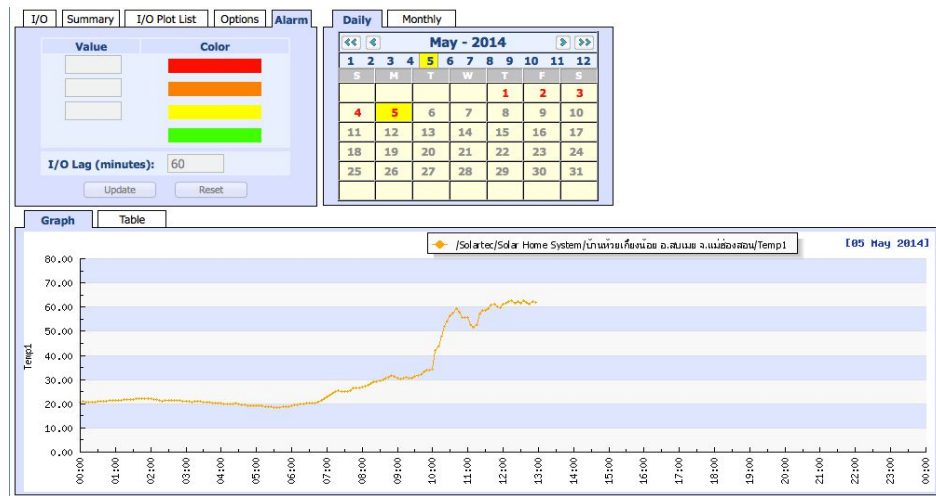 I/O Summary I/O Plot List Options Alarm
Value Color
I/O Lag (minutes): 60
Update Reset
Daily Monthly
May - 2014
1 2 3 4 5 6 7 8 9 10 11 12
S M T W T F S
1 2 3
4 5 6 7 8 9 10
11 12 13 14 15 16 17
18 19 20 21 22 23 24
25 26 27 28 29 30 31
Graph Table
/Solartec/Solar Home System/บ้านห้วยเกี๋ยงน้อย อ.สบเมย จ.แม่ฮ่องสอน/Temp1
[05 May 2014]
Temp1
80.00
70.00
60.00
50.00
40.00
30.00
20.00
10.00
0.00
00:00 01:00 02:00 03:00 04:00 05:00 06:00 07:00 08:00 09:00 10:00 11:00 12:00 13:00 14:00 15:00 16:00 17:00 18:00 19:00 20:00 21:00 22:00 23:00 00:00